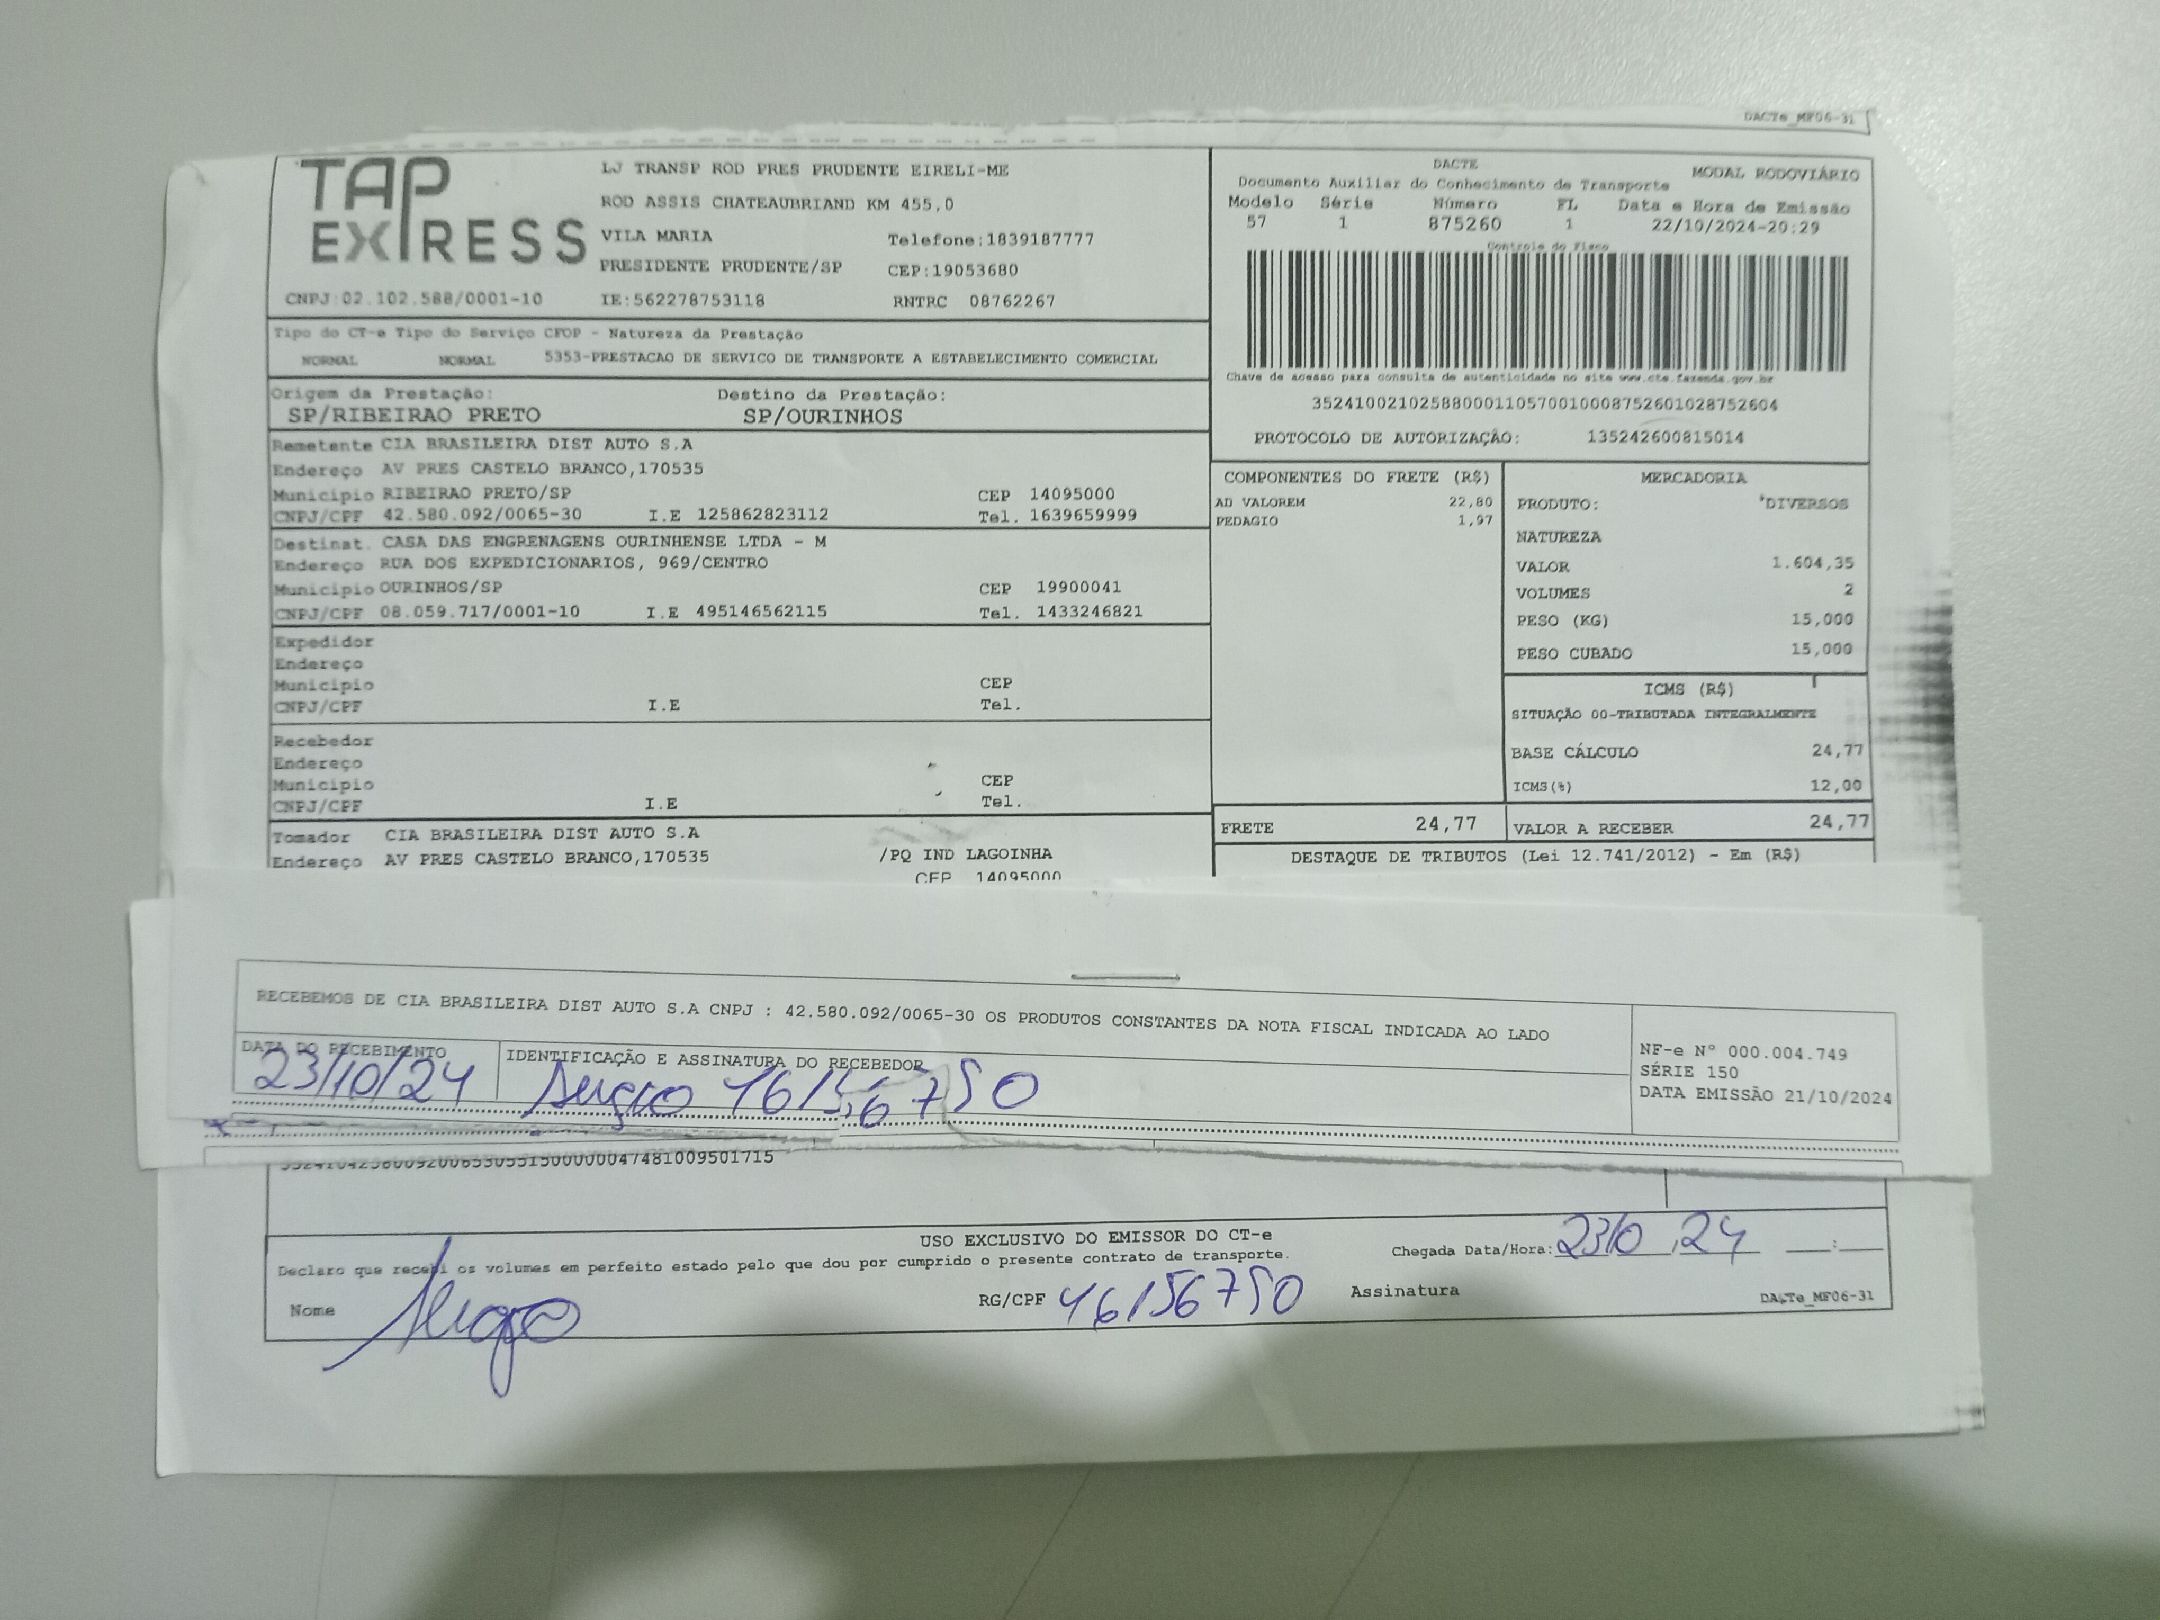 DACTe_MF06-31
TAP EXPRESS
LJ TRANSP ROD PRES PRUDENTE EIRELI-ME
ROD ASSIS CHATEAUBRIAND KM 455,0
VILA MARIA Telefone:1839187777
PRESIDENTE PRUDENTE/SP CEP:19053680
CNPJ:02.102.588/0001-10 IE:562278753118 RNTRC 08762267
DACTE MODAL RODOVIÁRIO
Documento Auxiliar do Conhecimento de Transporte
Modelo Série Número FL Data e Hora de Emissão
57 1 875260 1 22/10/2024-20:29
Controle do Fisco
Chave de acesso para consulta de autenticidade no site www.cte.fazenda.gov.br
35241002102588000110570010008752601028752604
PROTOCOLO DE AUTORIZAÇÃO: 135242600815014
Tipo do CT-e Tipo do Serviço CFOP - Natureza da Prestação
NORMAL NORMAL 5353-PRESTACAO DE SERVICO DE TRANSPORTE A ESTABELECIMENTO COMERCIAL
Origem da Prestação: Destino da Prestação:
SP/RIBEIRAO PRETO SP/OURINHOS
Remetente CIA BRASILEIRA DIST AUTO S.A
Endereço AV PRES CASTELO BRANCO,170535
Municipio RIBEIRAO PRETO/SP CEP 14095000
CNPJ/CPF 42.580.092/0065-30 I.E 125862823112 Tel. 1639659999
Destinat. CASA DAS ENGRENAGENS OURINHENSE LTDA - M
Endereço RUA DOS EXPEDICIONARIOS, 969/CENTRO
Municipio OURINHOS/SP CEP 19900041
CNPJ/CPF 08.059.717/0001-10 I.E 495146562115 Tel. 1433246821
Expedidor
Endereço
Municipio CEP
CNPJ/CPF I.E Tel.
Recebedor
Endereço
Municipio CEP
CNPJ/CPF I.E Tel.
Tomador CIA BRASILEIRA DIST AUTO S.A
Endereço AV PRES CASTELO BRANCO,170535 /PQ IND LAGOINHA
CEP 14095000
COMPONENTES DO FRETE (R$)
AD VALOREM 22,80
PEDAGIO 1,97
MERCADORIA
PRODUTO: *DIVERSOS
NATUREZA
VALOR 1.604,35
VOLUMES 2
PESO (KG) 15,000
PESO CUBADO 15,000
ICMS (R$)
SITUAÇÃO 00-TRIBUTADA INTEGRALMENTE
BASE CÁLCULO 24,77
ICMS(%) 12,00
FRETE 24,77 VALOR A RECEBER 24,77
DESTAQUE DE TRIBUTOS (Lei 12.741/2012) - Em (R$)
RECEBEMOS DE CIA BRASILEIRA DIST AUTO S.A CNPJ : 42.580.092/0065-30 OS PRODUTOS CONSTANTES DA NOTA FISCAL INDICADA AO LADO
DATA DO RECEBIMENTO IDENTIFICAÇÃO E ASSINATURA DO RECEBEDOR
23/10/24 Sergio 46156750
NF-e Nº 000.004.749
SÉRIE 150
DATA EMISSÃO 21/10/2024
USO EXCLUSIVO DO EMISSOR DO CT-e
Declaro que recebi os volumes em perfeito estado pelo que dou por cumprido o presente contrato de transporte.
Chegada Data/Hora: 23/10 24 __:__
Nome Sergio RG/CPF 46156750 Assinatura
DACTe_MF06-31